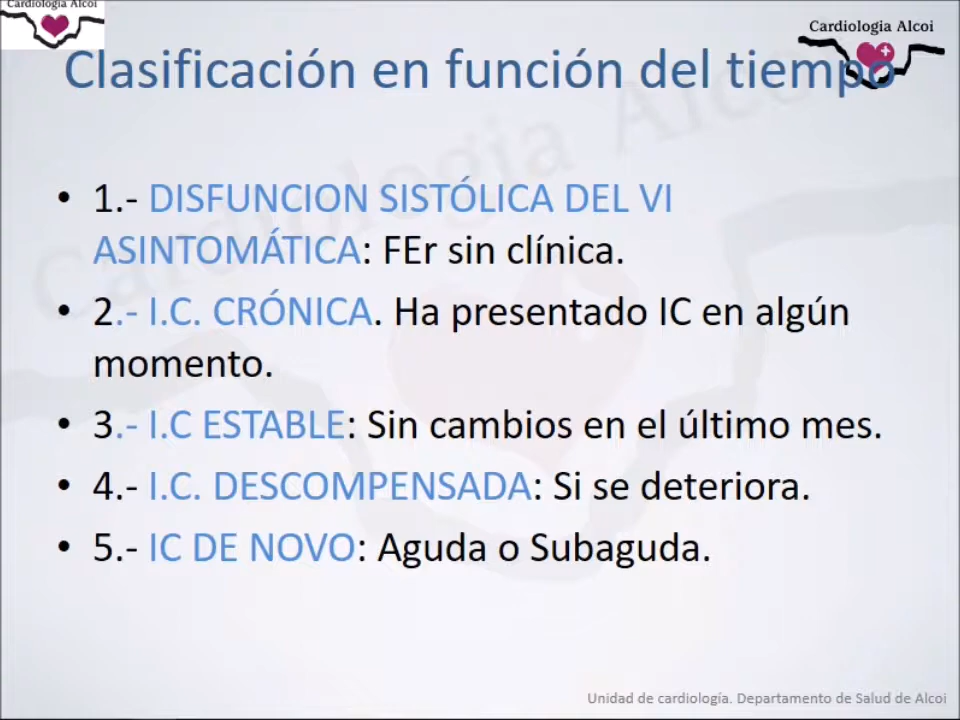 Cardiologia Alcoi
Cardiologia Alcoi
Clasificación en función del tiempo
• 1.- DISFUNCION SISTÓLICA DEL VI
ASINTOMÁTICA: FEr sin clínica.
• 2.- I.C. CRÓNICA. Ha presentado IC en algún
momento.
• 3.- I.C ESTABLE: Sin cambios en el último mes.
• 4.- I.C. DESCOMPENSADA: Si se deteriora.
• 5.- IC DE NOVO: Aguda o Subaguda.
Cardiologia Alcoi
Unidad de cardiología. Departamento de Salud de Alcoi